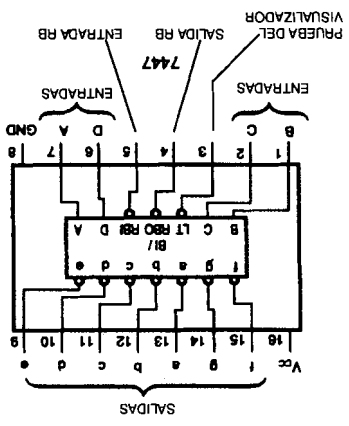 SALIDAS
Vcc f g a b c d e
16 15 14 13 12 11 10 9
f g a b c d e
BI/
B C LT RBO RBI D A
1 2 3 4 5 6 7 8
B C D A GND
ENTRADAS ENTRADAS
7447
PRUEBA DEL SALIDA RB ENTRADA RB
VISUALIZADOR